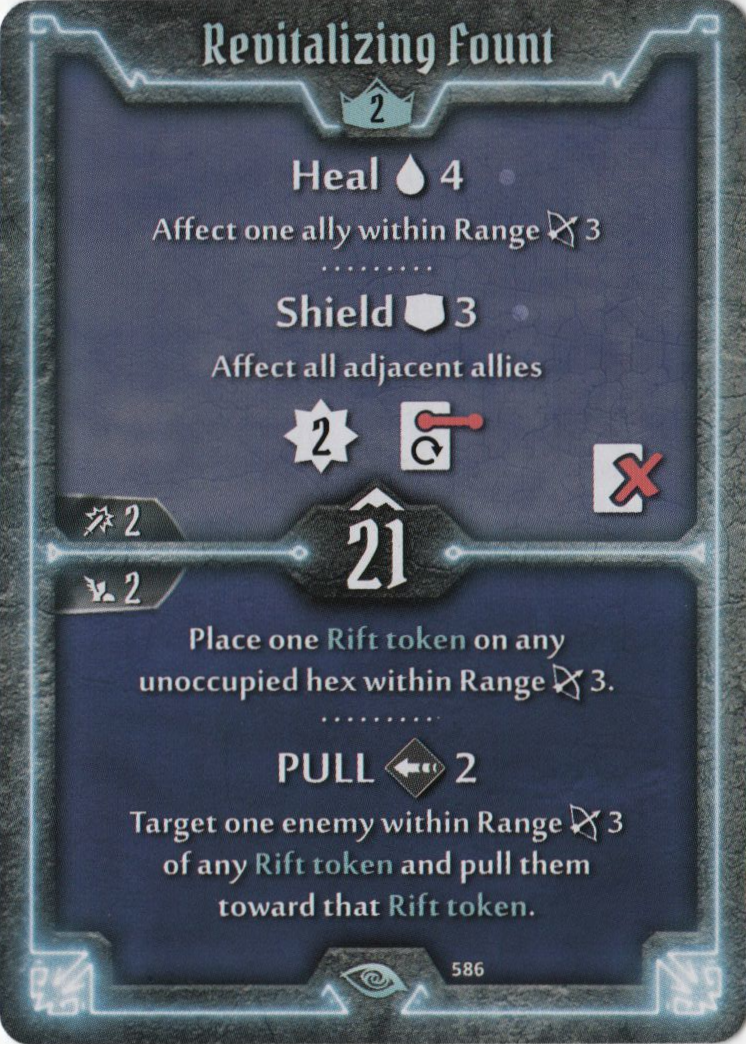 Revitalizing Fount
2
Heal 4
Affect one ally within Range 3
Shield 3
Affect all adjacent allies
2
2
21
2
Place one Rift token on any
unoccupied hex within Range 3.
PULL 2
Target one enemy within Range 3
of any Rift token and pull them
toward that Rift token.
586